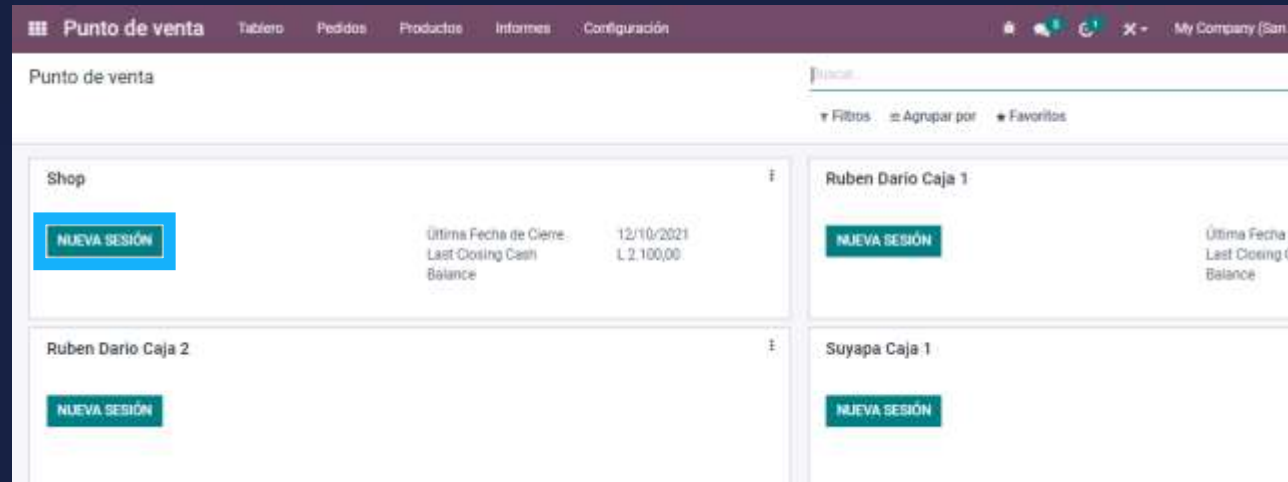 Punto de venta Tablero Pedidos Productos Informes Configuración 5 1 My Company (San
Punto de venta
Buscar...
Filtros Agrupar por Favoritos
Shop
NUEVA SESIÓN
Última Fecha de Cierre 12/10/2021
Last Closing Cash L 2.100,00
Balance
Ruben Dario Caja 1
NUEVA SESIÓN
Última Fecha
Last Closing C
Balance
Ruben Dario Caja 2
NUEVA SESIÓN
Suyapa Caja 1
NUEVA SESIÓN